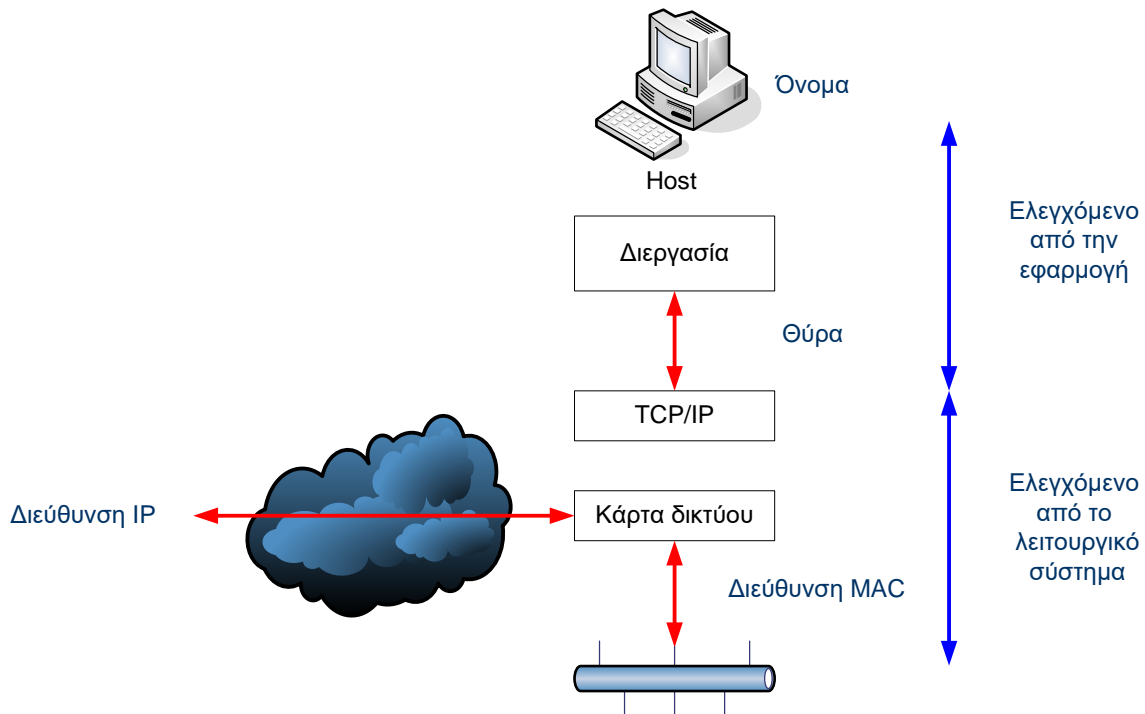 Όνομα
Host
Ελεγχόμενο
από την
εφαρμογή
Διεργασία
Θύρα
TCP/IP
Διεύθυνση IP
Κάρτα δικτύου
Ελεγχόμενο
από το
λειτουργικό
σύστημα
Διεύθυνση MAC